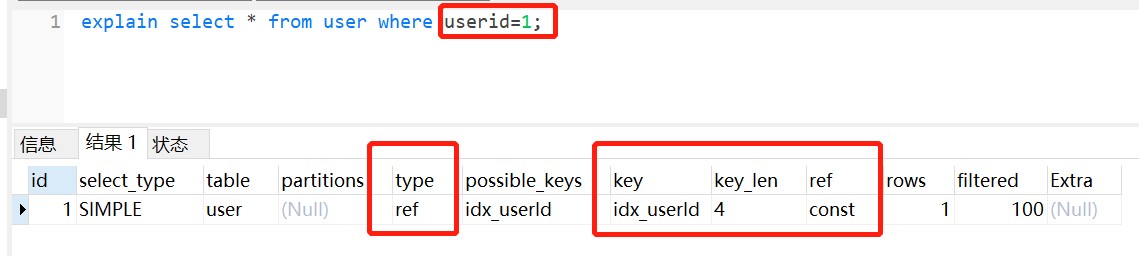 1 explain select * from user where userid=1;
信息 结果 1 状态
id select_type table partitions type possible_keys key key_len ref rows filtered Extra
1 SIMPLE user (Null) ref idx_userId idx_userId 4 const 1 100 (Null)